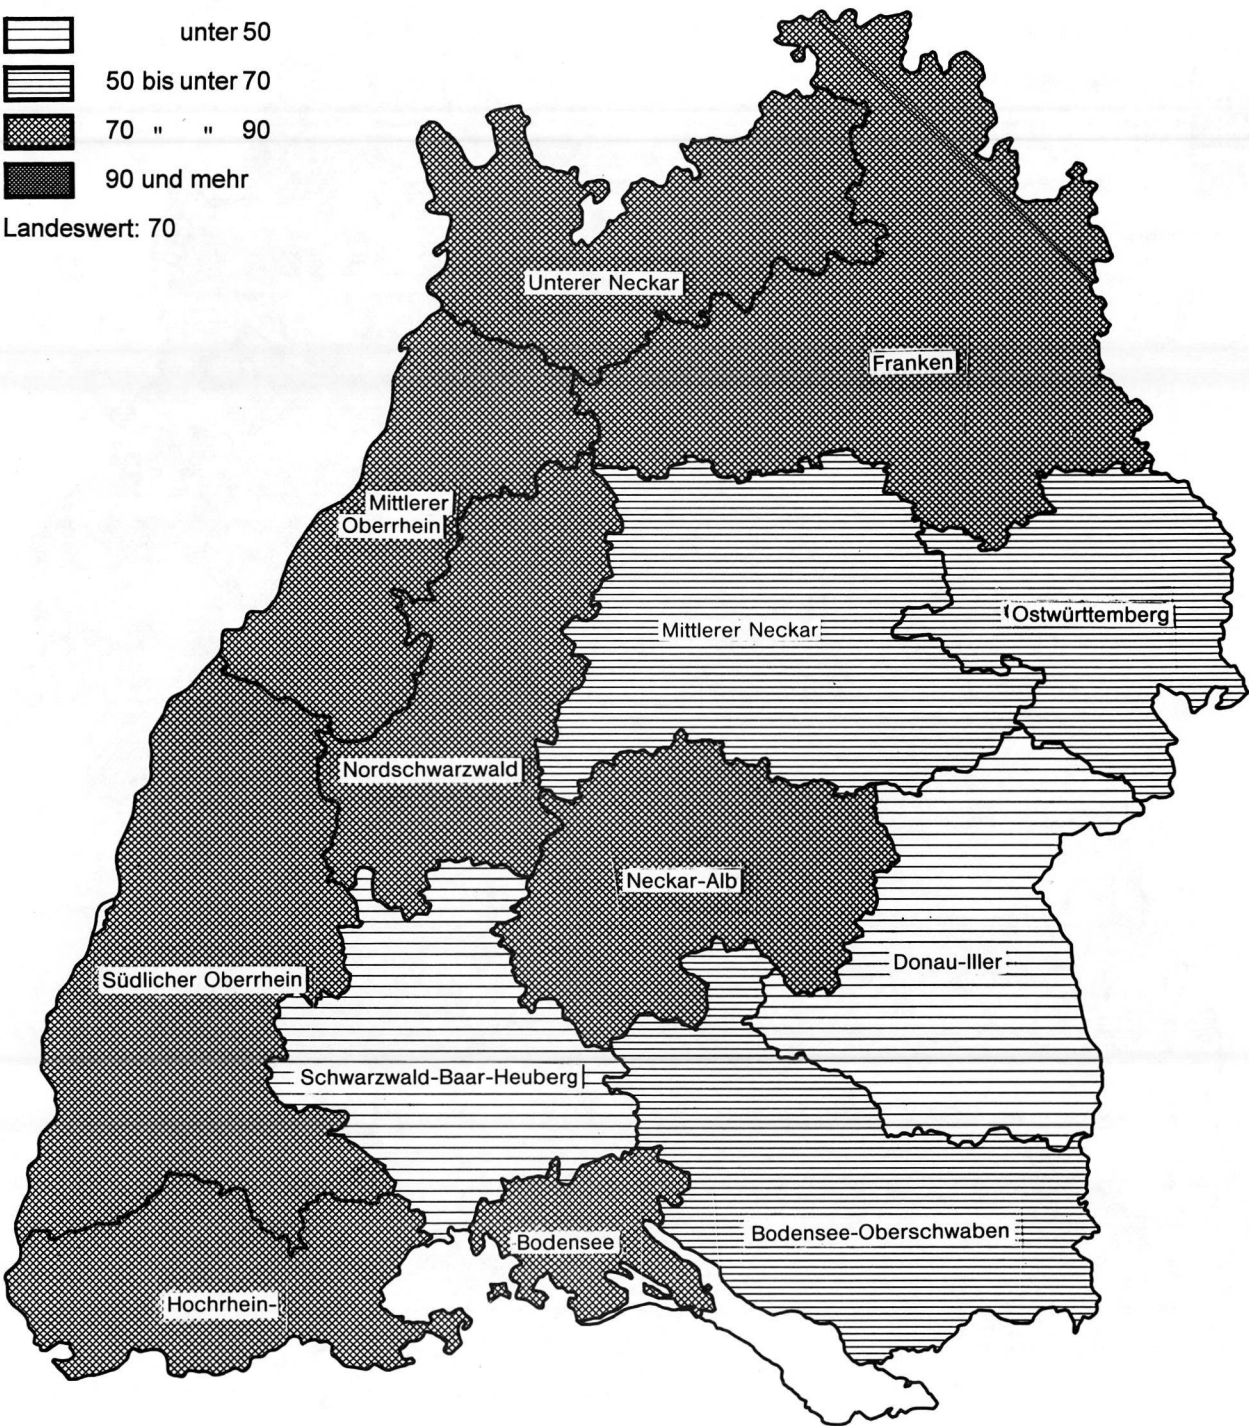 unter 50
50 bis unter 70
70 " " 90
90 und mehr
Landeswert: 70
Unterer Neckar
Franken
Mittlerer
Oberrhein
Ostwürttemberg
Mittlerer Neckar
Nordschwarzwald
Neckar-Alb
Donau-Iller
Südlicher Oberrhein
Schwarzwald-Baar-Heuberg
Bodensee-Oberschwaben
Bodensee
Hochrhein-